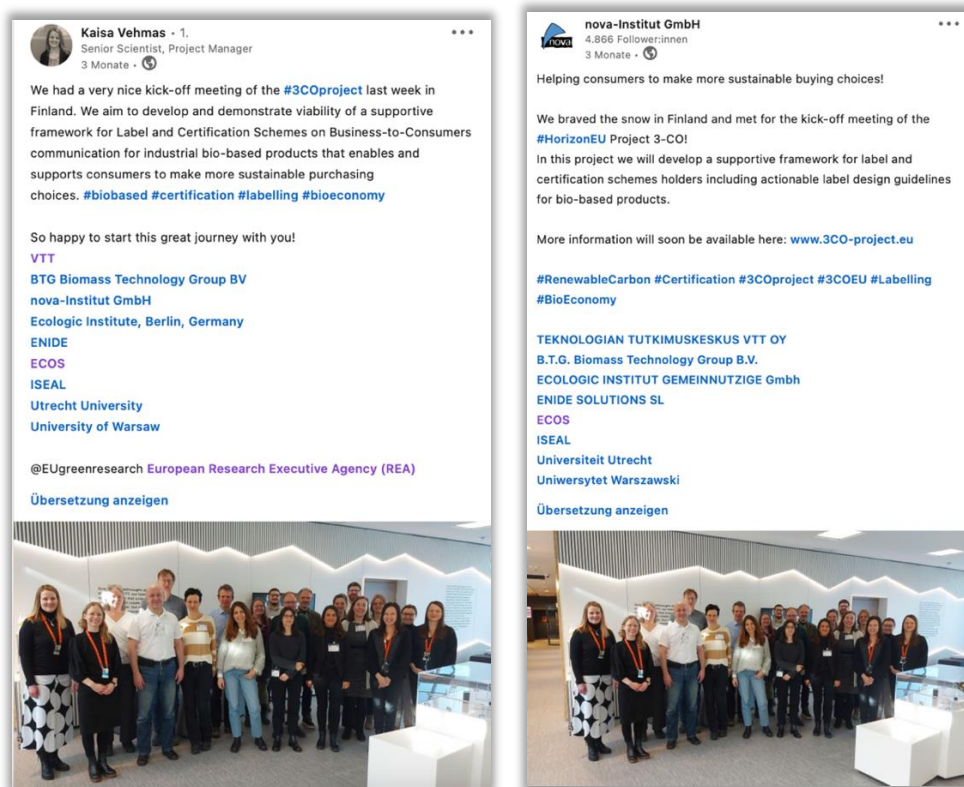 Kaisa Vehmas · 1.
Senior Scientist, Project Manager
3 Monate ·
We had a very nice kick-off meeting of the #3COproject last week in
Finland. We aim to develop and demonstrate viability of a supportive
framework for Label and Certification Schemes on Business-to-Consumers
communication for industrial bio-based products that enables and
supports consumers to make more sustainable purchasing
choices. #biobased #certification #labelling #bioeconomy
So happy to start this great journey with you!
VTT
BTG Biomass Technology Group BV
nova-Institut GmbH
Ecologic Institute, Berlin, Germany
ENIDE
ECOS
ISEAL
Utrecht University
University of Warsaw
@EUgreenresearch European Research Executive Agency (REA)
Übersetzung anzeigen
nova
nova-Institut GmbH
4.866 Follower:innen
3 Monate ·
Helping consumers to make more sustainable buying choices!
We braved the snow in Finland and met for the kick-off meeting of the
#HorizonEU Project 3-CO!
In this project we will develop a supportive framework for label and
certification schemes holders including actionable label design guidelines
for bio-based products.
More information will soon be available here: www.3CO-project.eu
#RenewableCarbon #Certification #3COproject #3COEU #Labelling
#BioEconomy
TEKNOLOGIAN TUTKIMUSKESKUS VTT OY
B.T.G. Biomass Technology Group B.V.
ECOLOGIC INSTITUT GEMEINNUTZIGE Gmbh
ENIDE SOLUTIONS SL
ECOS
ISEAL
Universiteit Utrecht
Uniwersytet Warszawski
Übersetzung anzeigen